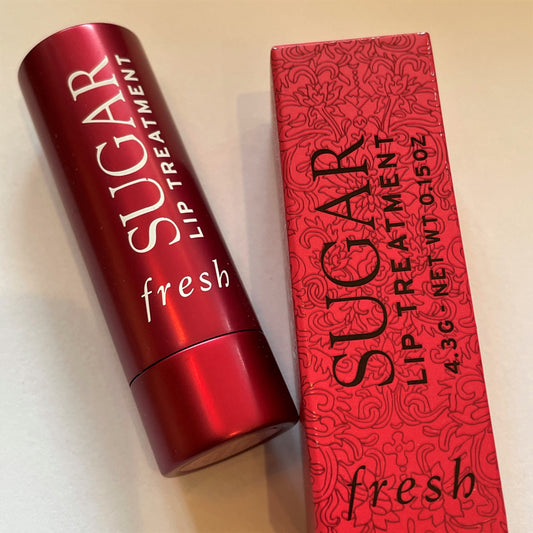 SUGAR
LIP TREATMENT
fresh
SUGAR
LIP TREATMENT
4.3G - NET WT 0.15OZ
fresh